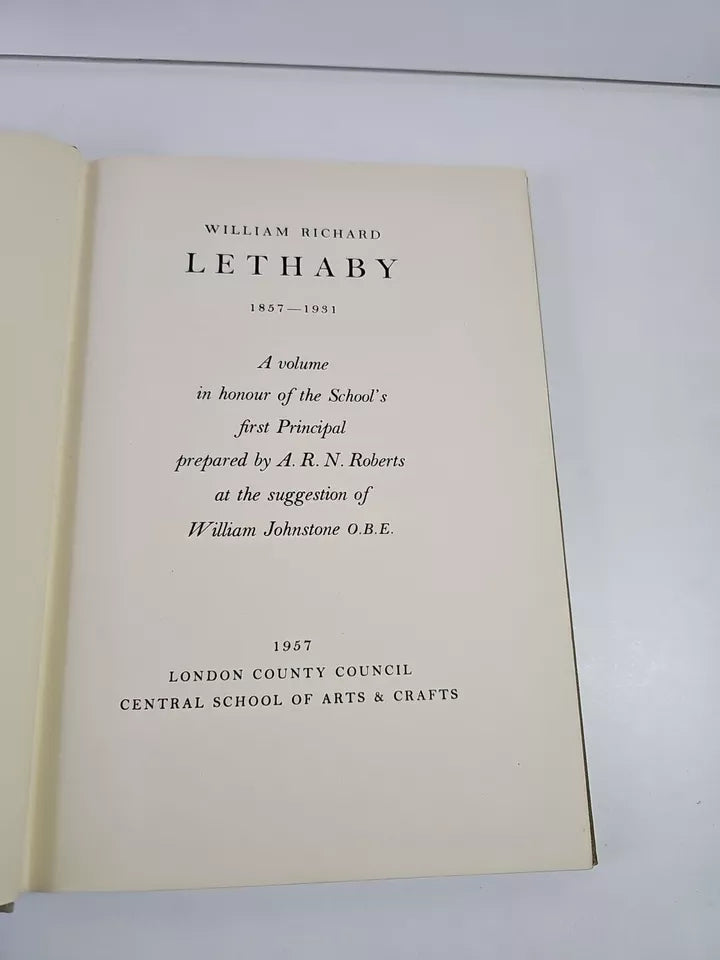 WILLIAM RICHARD
LETHABY
1857—1931
A volume
in honour of the School's
first Principal
prepared by A. R. N. Roberts
at the suggestion of
William Johnstone O.B.E.
1957
LONDON COUNTY COUNCIL
CENTRAL SCHOOL OF ARTS & CRAFTS